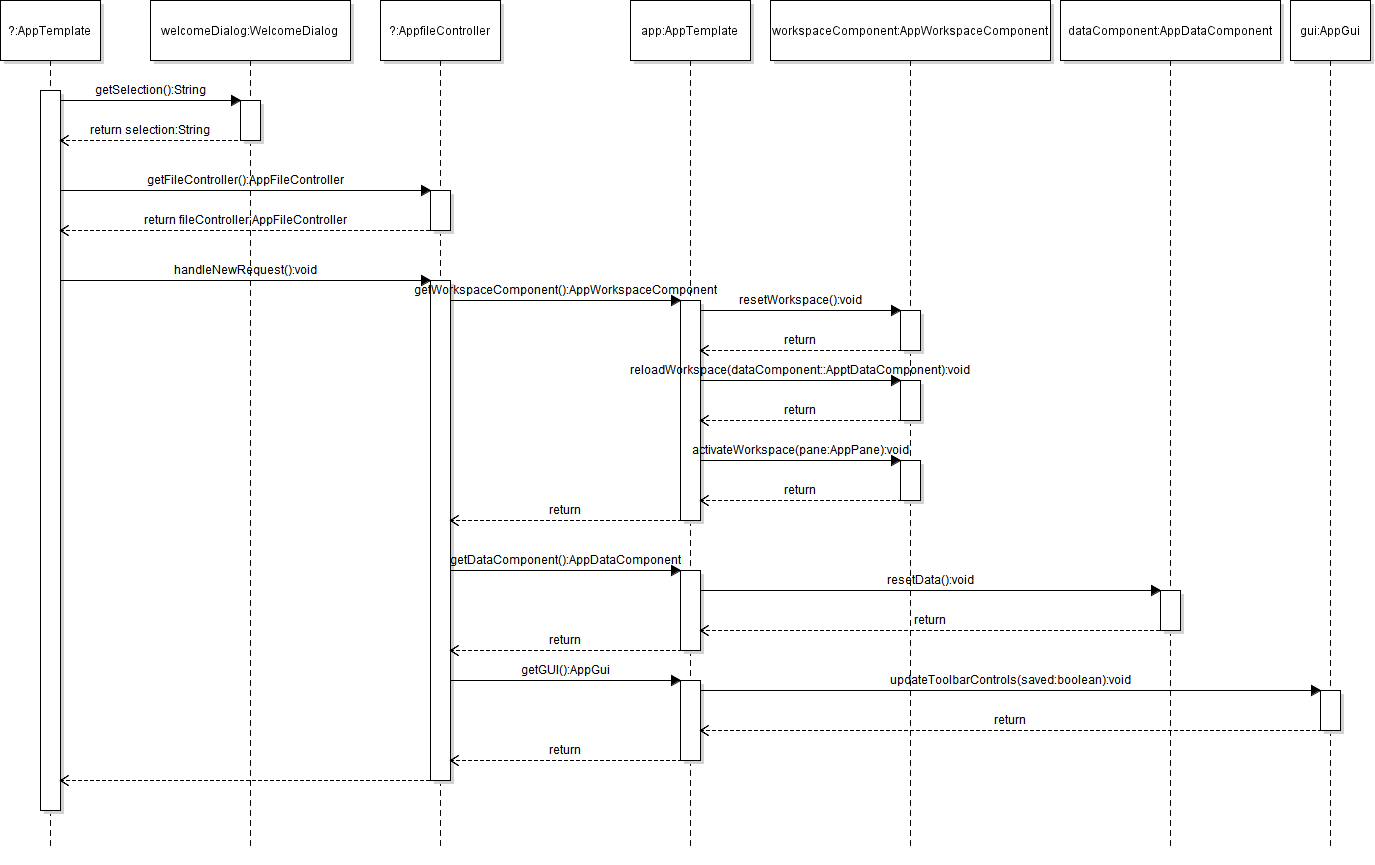 ?:AppTemplate
welcomeDialog:WelcomeDialog
?:AppfileController
app:AppTemplate
workspaceComponent:AppWorkspaceComponent
dataComponent:AppDataComponent
gui:AppGui
getSelection():String
return selection:String
getFileController():AppFileController
return fileController:AppFileController
handleNewRequest():void
getWorkspaceComponent():AppWorkspaceComponent
resetWorkspace():void
return
reloadWorkspace(dataComponent::ApptDataComponent):void
return
activateWorkspace(pane:AppPane):void
return
return
getDataComponent():AppDataComponent
resetData():void
return
return
getGUI():AppGui
updateToolbarControls(saved:boolean):void
return
return